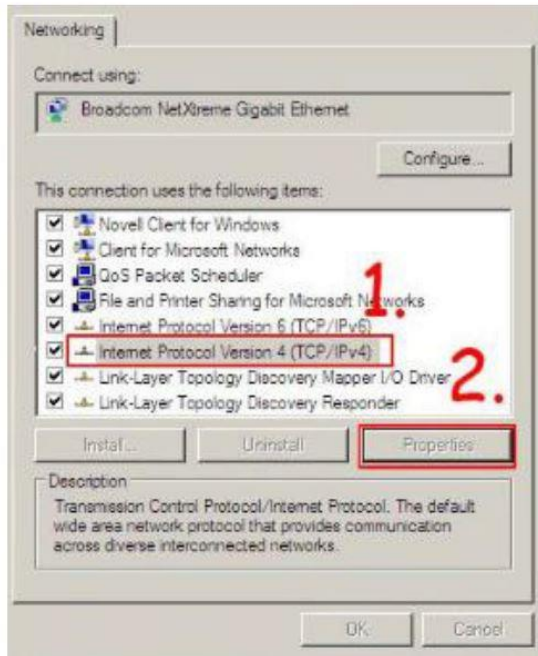 Networking
Connect using:
Broadcom NetXtreme Gigabit Ethernet
Configure...
This connection uses the following items:
Novell Client for Windows
Client for Microsoft Networks
QoS Packet Scheduler
1.
File and Printer Sharing for Microsoft Networks
Internet Protocol Version 6 (TCP/IPv6)
Internet Protocol Version 4 (TCP/IPv4)
Link-Layer Topology Discovery Mapper I/O Driver
2.
Link-Layer Topology Discovery Responder
Install...
Uninstall
Properties
Description
Transmission Control Protocol/Internet Protocol. The default
wide area network protocol that provides communication
across diverse interconnected networks.
OK
Cancel